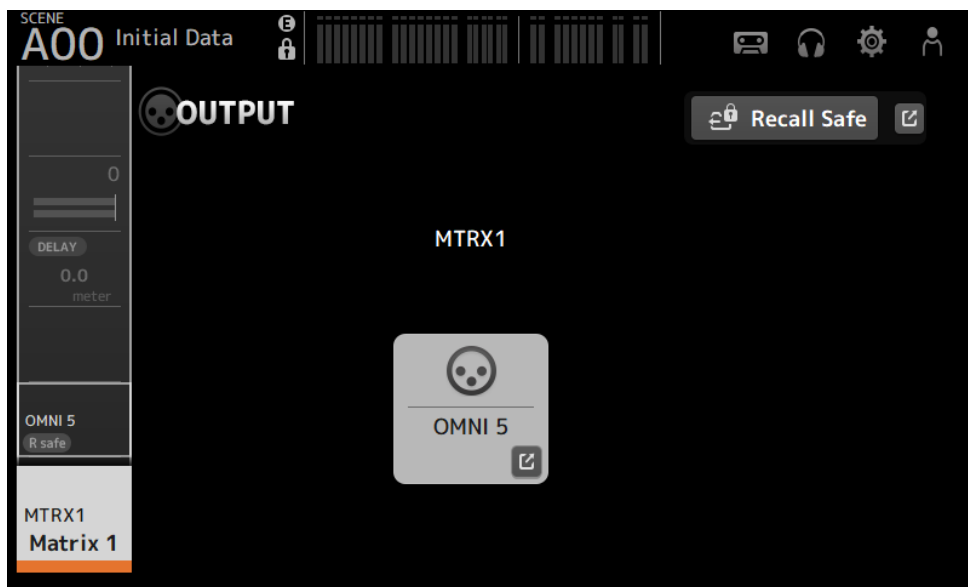 SCENE
A00 Initial Data
E
OUTPUT
Recall Safe
0
DELAY
0.0
meter
MTRX1
OMNI 5
OMNI 5
R safe
MTRX1
Matrix 1